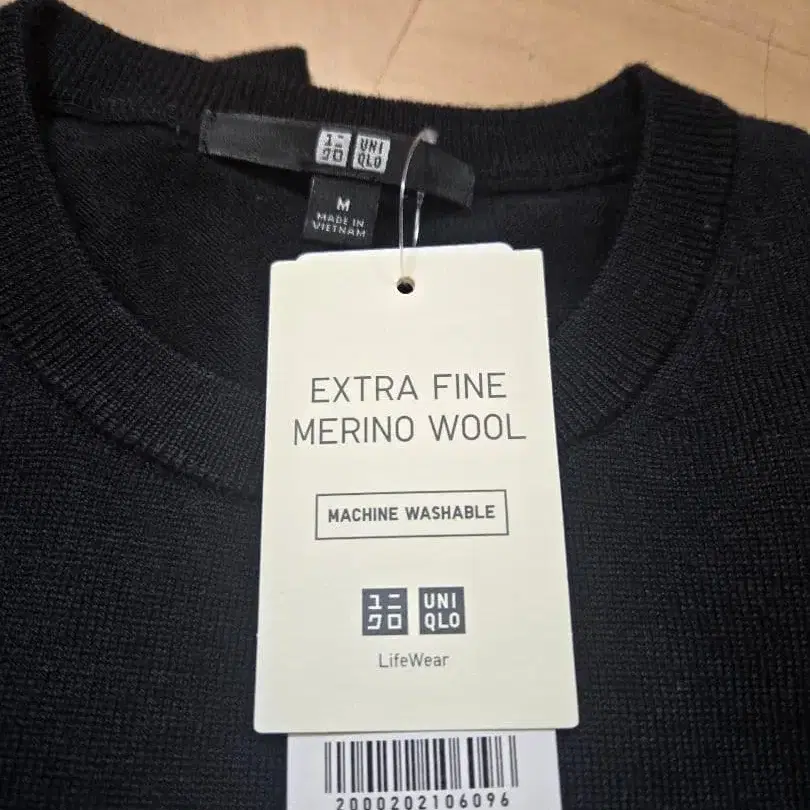 ユニ UNI
クロ QLO
M
MADE IN
VIETNAM
EXTRA FINE
MERINO WOOL
MACHINE WASHABLE
ユニ UNI
クロ QLO
LifeWear
2000202106096